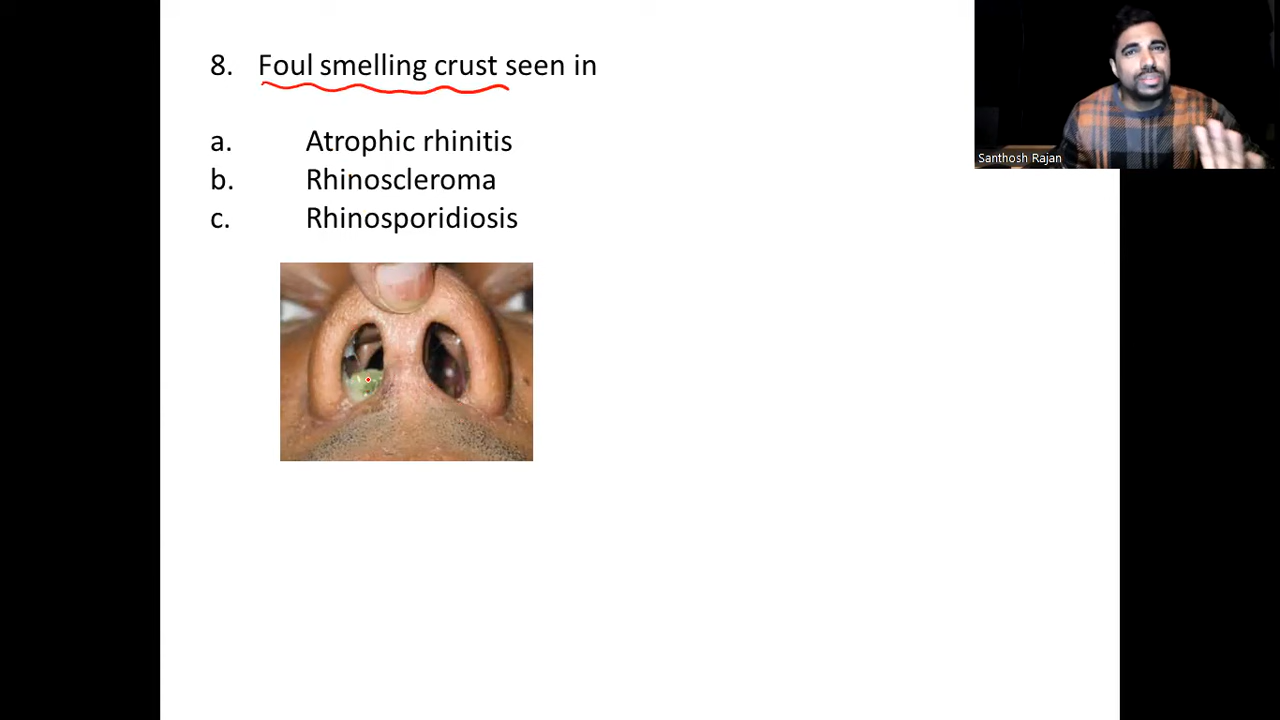 8. Foul smelling crust seen in
a. Atrophic rhinitis
b. Rhinoscleroma
c. Rhinosporidiosis
Santhosh Rajan